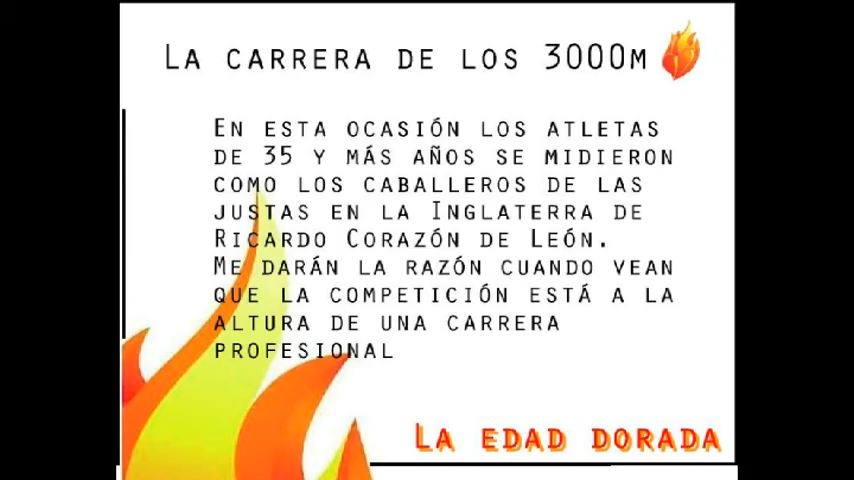 La carrera de los 3000m
En esta ocasión los atletas
de 35 y más años se midieron
como los caballeros de las
justas en la Inglaterra de
Ricardo Corazón de León.
Me darán la razón cuando vean
que la competición está a la
altura de una carrera
profesional
La edad dorada